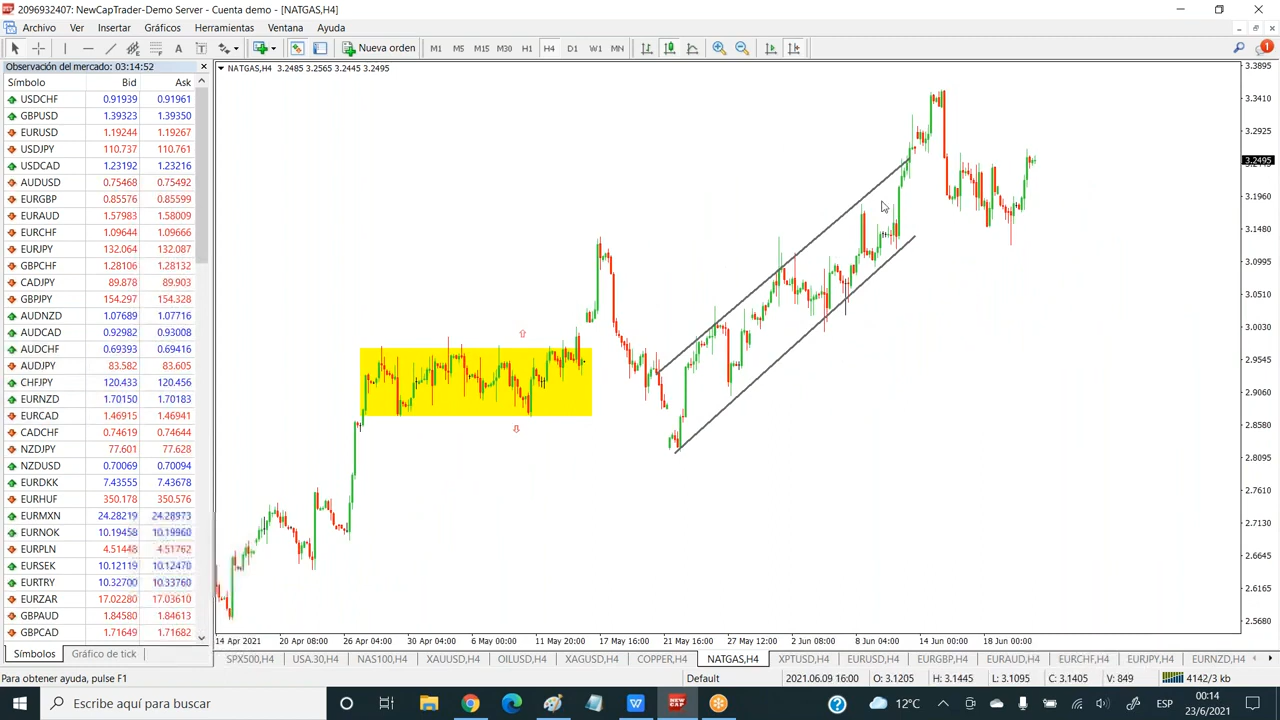 2096932407: NewCapTrader-Demo Server - Cuenta demo - [NATGAS,H4]
Archivo Ver Insertar Gráficos Herramientas Ventana Ayuda
Nueva orden M1 M5 M15 M30 H1 H4 D1 W1 MN 1
Observación del mercado: 03:14:52
Símbolo Bid Ask
USDCHF 0.91939 0.91961
GBPUSD 1.39323 1.39350
EURUSD 1.19244 1.19267
USDJPY 110.737 110.761
USDCAD 1.23192 1.23216
AUDUSD 0.75468 0.75492
EURGBP 0.85576 0.85599
EURAUD 1.57983 1.58009
EURCHF 1.09644 1.09666
EURJPY 132.064 132.087
GBPCHF 1.28106 1.28132
CADJPY 89.878 89.903
GBPJPY 154.297 154.328
AUDNZD 1.07689 1.07716
AUDCAD 0.92982 0.93008
AUDCHF 0.69393 0.69416
AUDJPY 83.582 83.605
CHFJPY 120.433 120.456
EURNZD 1.70150 1.70183
EURCAD 1.46915 1.46941
CADCHF 0.74619 0.74644
NZDJPY 77.601 77.628
NZDUSD 0.70069 0.70094
EURDKK 7.43555 7.43678
EURHUF 350.178 350.576
EURMXN 24.28219 24.28973
EURNOK 10.19458 10.19960
EURPLN 4.51448 4.51762
EURSEK 10.12119 10.12470
EURTRY 10.32700 10.33760
EURZAR 17.02280 17.03610
GBPAUD 1.84580 1.84613
GBPCAD 1.71649 1.71682
Símbolos Gráfico de tick
NATGAS,H4 3.2485 3.2565 3.2445 3.2495
3.3895
3.3410
3.2925
3.2495
3.1960
3.1480
3.0995
3.0510
3.0030
2.9545
2.9060
2.8580
2.8095
2.7610
2.7130
2.6645
2.6165
2.5680
14 Apr 2021 20 Apr 08:00 26 Apr 04:00 30 Apr 04:00 6 May 00:00 11 May 20:00 17 May 16:00 21 May 16:00 27 May 12:00 2 Jun 08:00 8 Jun 04:00 14 Jun 00:00 18 Jun 00:00
SPX500,H4 USA.30,H4 NAS100,H4 XAUUSD,H4 OILUSD,H4 XAGUSD,H4 COPPER,H4 NATGAS,H4 XPTUSD,H4 EURUSD,H4 EURGBP,H4 EURAUD,H4 EURCHF,H4 EURJPY,H4 EURNZD,H4
Para obtener ayuda, pulse F1 Default 2021.06.09 16:00 O: 3.1205 H: 3.1445 L: 3.1095 C: 3.1405 V: 849 4142/3 kb
Escribe aquí para buscar
NEW
CAP
12°C ESP
00:14
23/6/2021